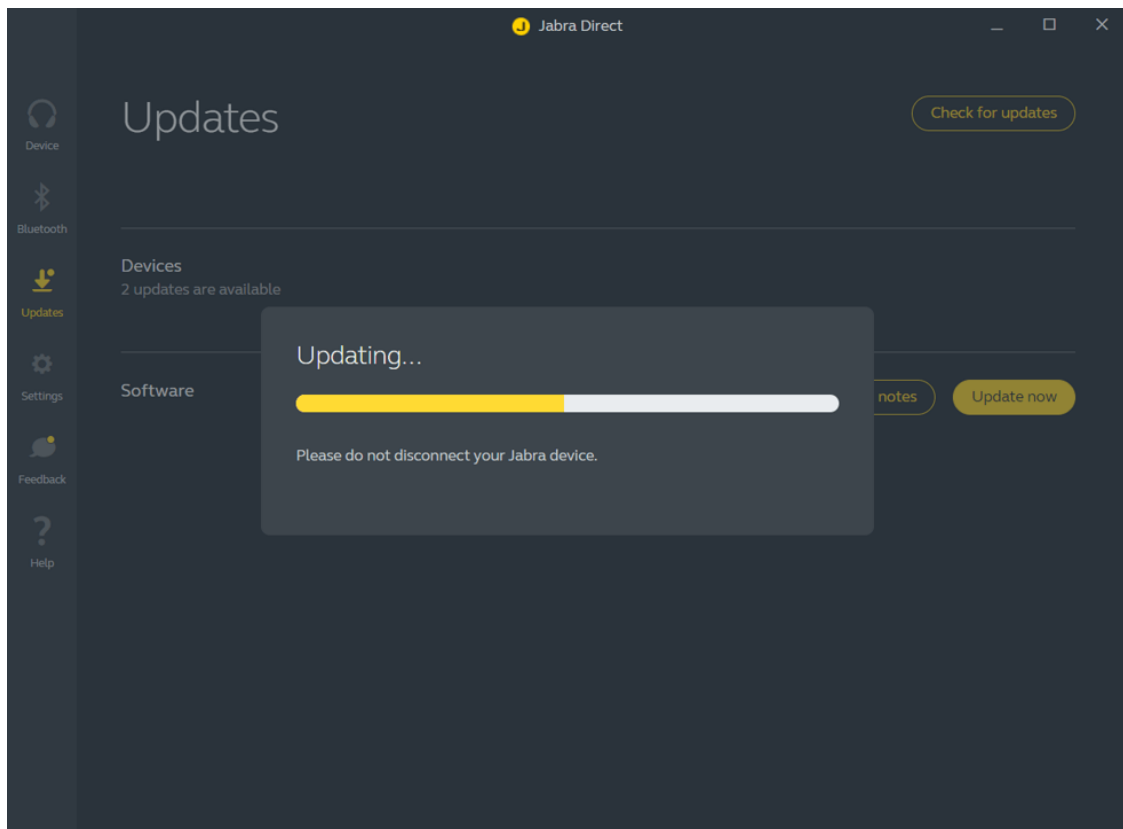 Jabra Direct
Updates
Check for updates
Device
Bluetooth
Devices
2 updates are available
Updates
Updating...
Settings
Software
notes
Update now
Please do not disconnect your Jabra device.
Feedback
Help